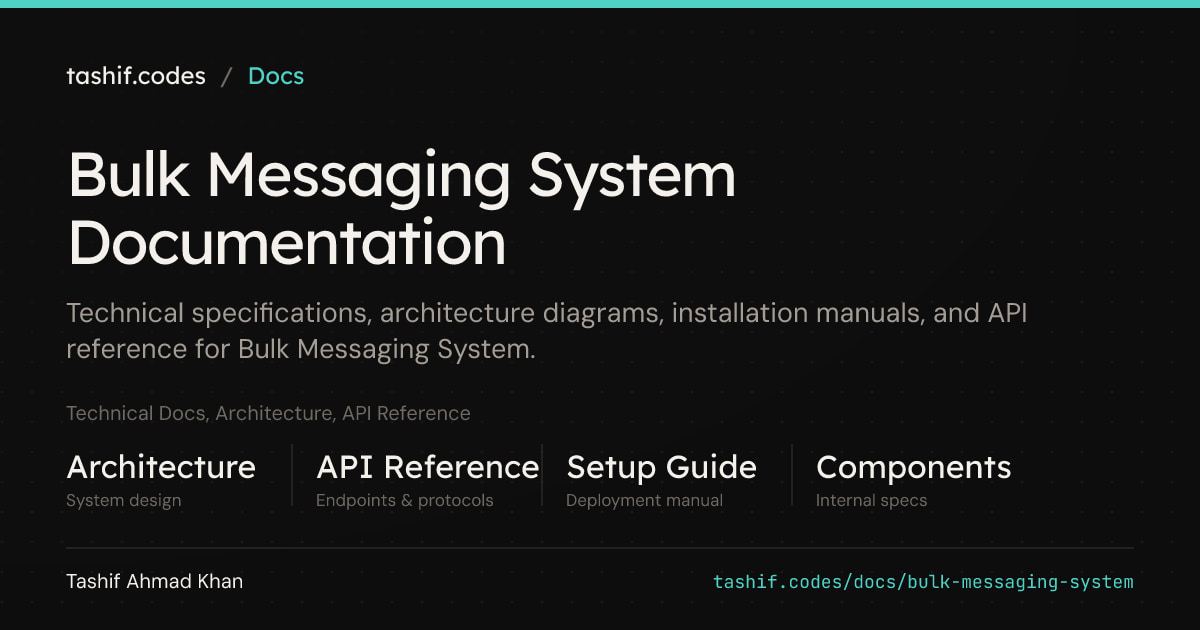 tashif.codes / Docs
Bulk Messaging System
Documentation
Technical specifications, architecture diagrams, installation manuals, and API
reference for Bulk Messaging System.
Technical Docs, Architecture, API Reference
Architecture
System design
API Reference
Endpoints & protocols
Setup Guide
Deployment manual
Components
Internal specs
Tashif Ahmad Khan
tashif.codes/docs/bulk-messaging-system